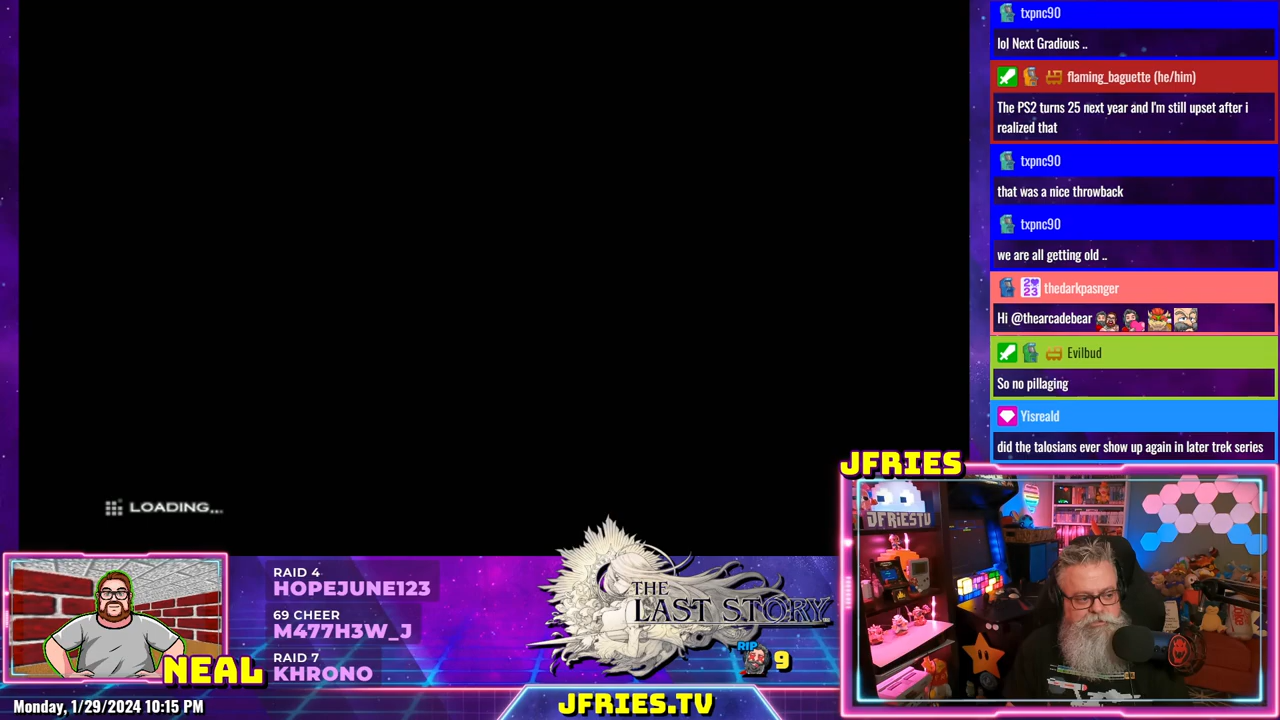 txpnc90
lol Next Gradious ..
flaming_baguette (he/him)
The PS2 turns 25 next year and I'm still upset after i
realized that
txpnc90
that was a nice throwback
txpnc90
we are all getting old ..
2 23 thedarkpasnger
Hi @thearcadebear
Evilbud
So no pillaging
Yisreald
did the talosians ever show up again in later trek series
LOADING...
JFRIES
JFRIESTV
RAID 4
HOPEJUNE123
69 CHEER
M477H3W_J
RAID 7
KHRONO
NEAL
THE
LAST STORY
RIP
9
JFRIES.TV
Monday, 1/29/2024 10:15 PM